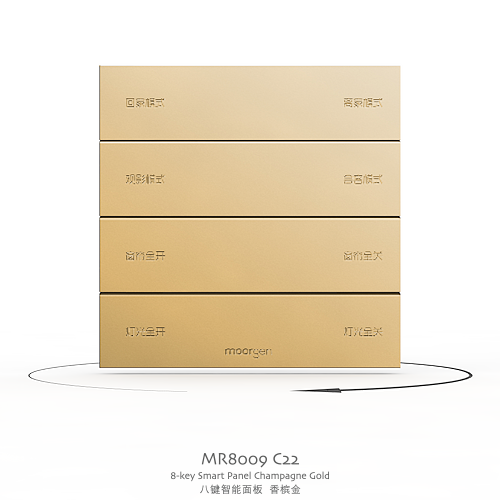 回家模式 离家模式
观影模式 会客模式
窗帘全开 窗帘全关
灯光全开 灯光全关
moorgen
MR8009 C22
8-key Smart Panel Champagne Gold
八键智能面板 香槟金